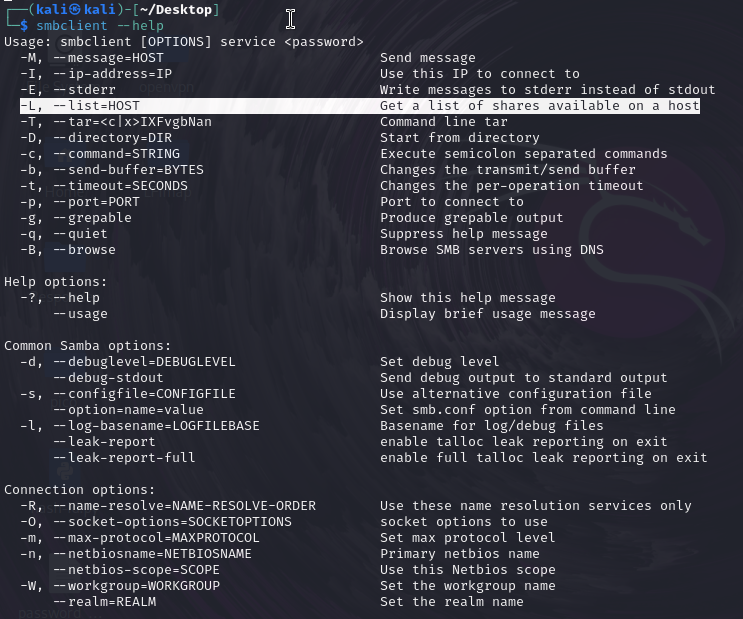 (kali㉿kali)-[~/Desktop]
$ smbclient --help
Usage: smbclient [OPTIONS] service <password>
-M, --message=HOST Send message
-I, --ip-address=IP Use this IP to connect to
-E, --stderr Write messages to stderr instead of stdout
-L, --list=HOST Get a list of shares available on a host
-T, --tar=<c|x>IXFvgbNan Command line tar
-D, --directory=DIR Start from directory
-c, --command=STRING Execute semicolon separated commands
-b, --send-buffer=BYTES Changes the transmit/send buffer
-t, --timeout=SECONDS Changes the per-operation timeout
-p, --port=PORT Port to connect to
-g, --grepable Produce grepable output
-q, --quiet Suppress help message
-B, --browse Browse SMB servers using DNS
Help options:
-?, --help Show this help message
--usage Display brief usage message
Common Samba options:
-d, --debuglevel=DEBUGLEVEL Set debug level
--debug-stdout Send debug output to standard output
-s, --configfile=CONFIGFILE Use alternative configuration file
--option=name=value Set smb.conf option from command line
-l, --log-basename=LOGFILEBASE Basename for log/debug files
--leak-report enable talloc leak reporting on exit
--leak-report-full enable full talloc leak reporting on exit
Connection options:
-R, --name-resolve=NAME-RESOLVE-ORDER Use these name resolution services only
-O, --socket-options=SOCKETOPTIONS socket options to use
-m, --max-protocol=MAXPROTOCOL Set max protocol level
-n, --netbiosname=NETBIOSNAME Primary netbios name
--netbios-scope=SCOPE Use this Netbios scope
-W, --workgroup=WORKGROUP Set the workgroup name
--realm=REALM Set the realm name